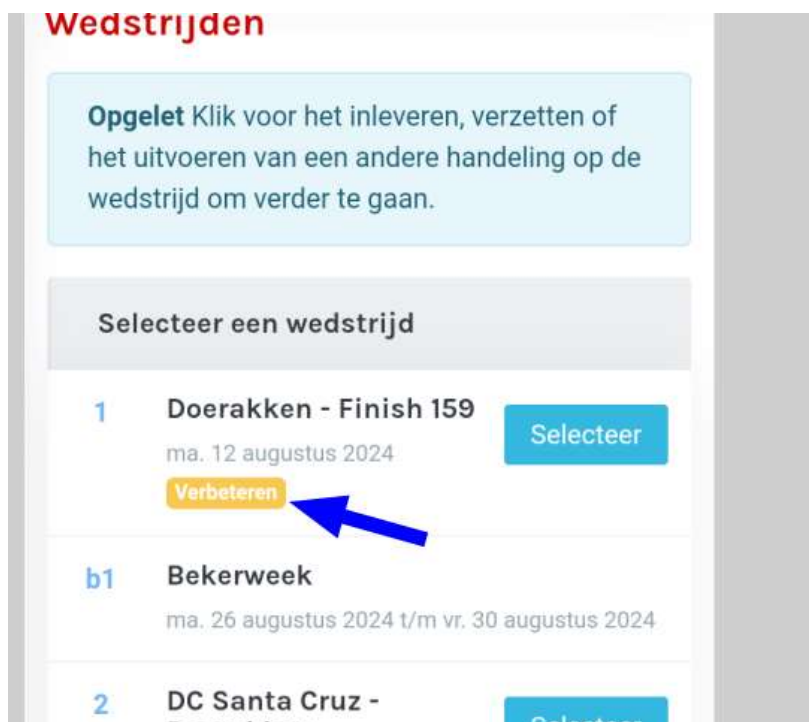 Wedstrijden
Opgelet Klik voor het inleveren, verzetten of
het uitvoeren van een andere handeling op de
wedstrijd om verder te gaan.
Selecteer een wedstrijd
1 Doerakken - Finish 159 Selecteer
ma. 12 augustus 2024
Verbeteren
b1 Bekerweek
ma. 26 augustus 2024 t/m vr. 30 augustus 2024
2 DC Santa Cruz - Selecteer